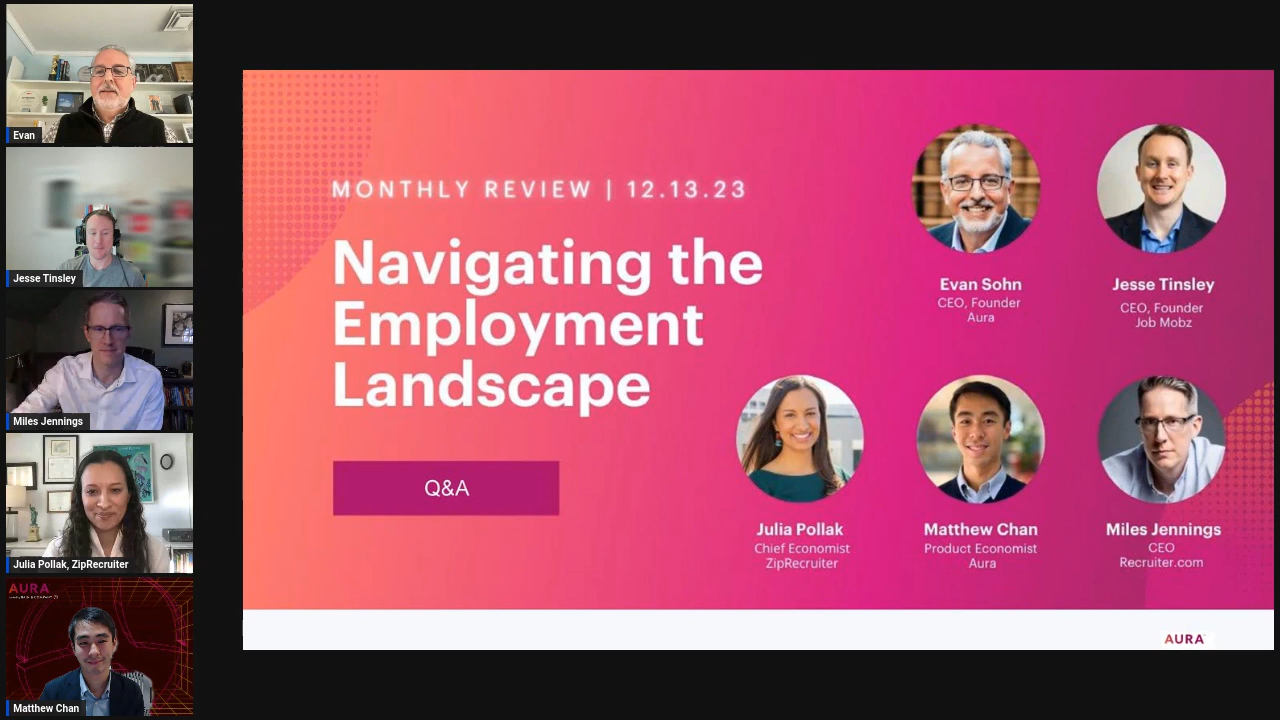 Evan
Jesse Tinsley
Miles Jennings
Julia Pollak, ZipRecruiter
AURA
Matthew Chan
MONTHLY REVIEW | 12.13.23
Navigating the
Employment
Landscape
Q&A
Evan Sohn
CEO, Founder
Aura
Jesse Tinsley
CEO, Founder
Job Mobz
Julia Pollak
Chief Economist
ZipRecruiter
Matthew Chan
Product Economist
Aura
Miles Jennings
CEO
Recruiter.com
AURA